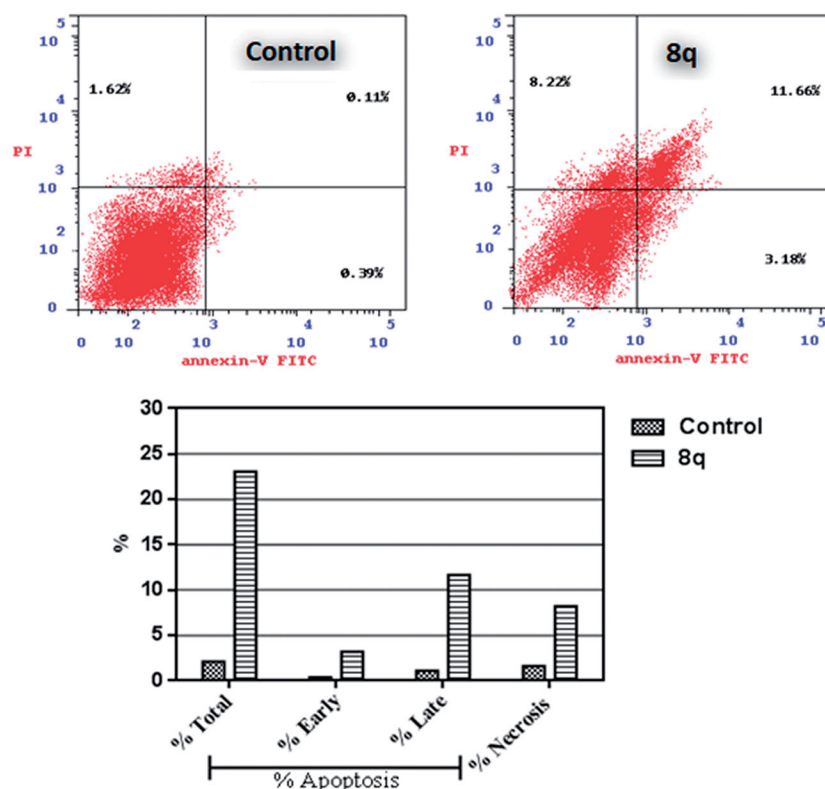 Control
5
10
4
10
PI
3
10
2
10
0
1.62%
0.11%
0.39%
2 3 4 5
0 10 10 10 10
annexin-V FITC
8q
5
10
4
10
PI
3
10
2
10
0
8.22%
11.66%
3.18%
2 3 4 5
0 10 10 10 10
annexin-V FITC
30
25
20
15
10
5
0
%
Control
8q
% Total
% Early
% Late
% Necrosis
% Apoptosis